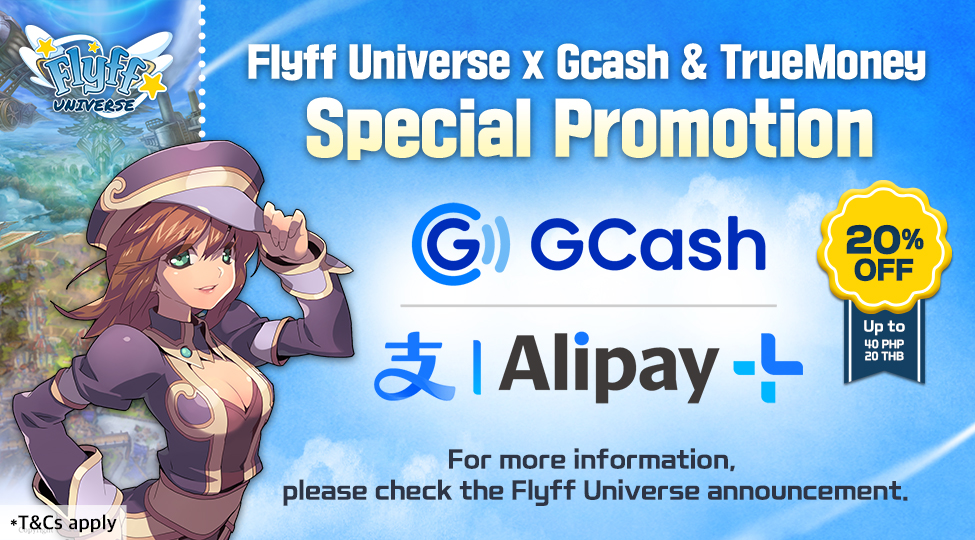 Flyff
UNIVERSE
Flyff Universe x Gcash & TrueMoney
Special Promotion
G GCash
支 | Alipay+
20%
OFF
Up to
40 PHP
20 THB
For more information,
please check the Flyff Universe announcement.
*T&Cs apply